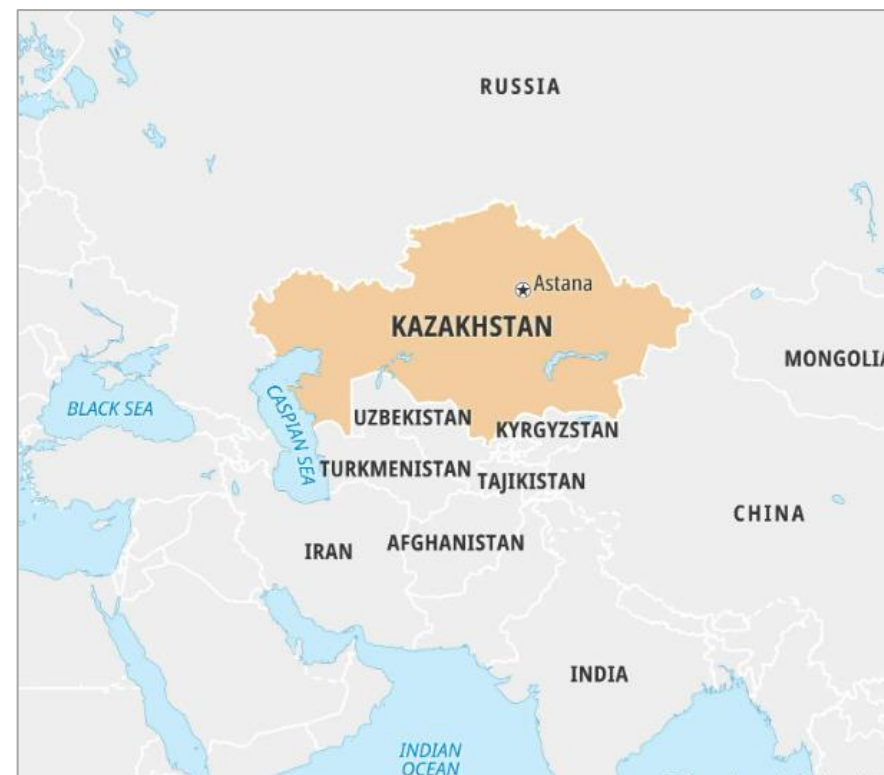 RUSSIA
Astana
KAZAKHSTAN
MONGOLIA
BLACK SEA
CASPIAN SEA
UZBEKISTAN
KYRGYZSTAN
TURKMENISTAN
TAJIKISTAN
CHINA
IRAN
AFGHANISTAN
INDIA
INDIAN
OCEAN